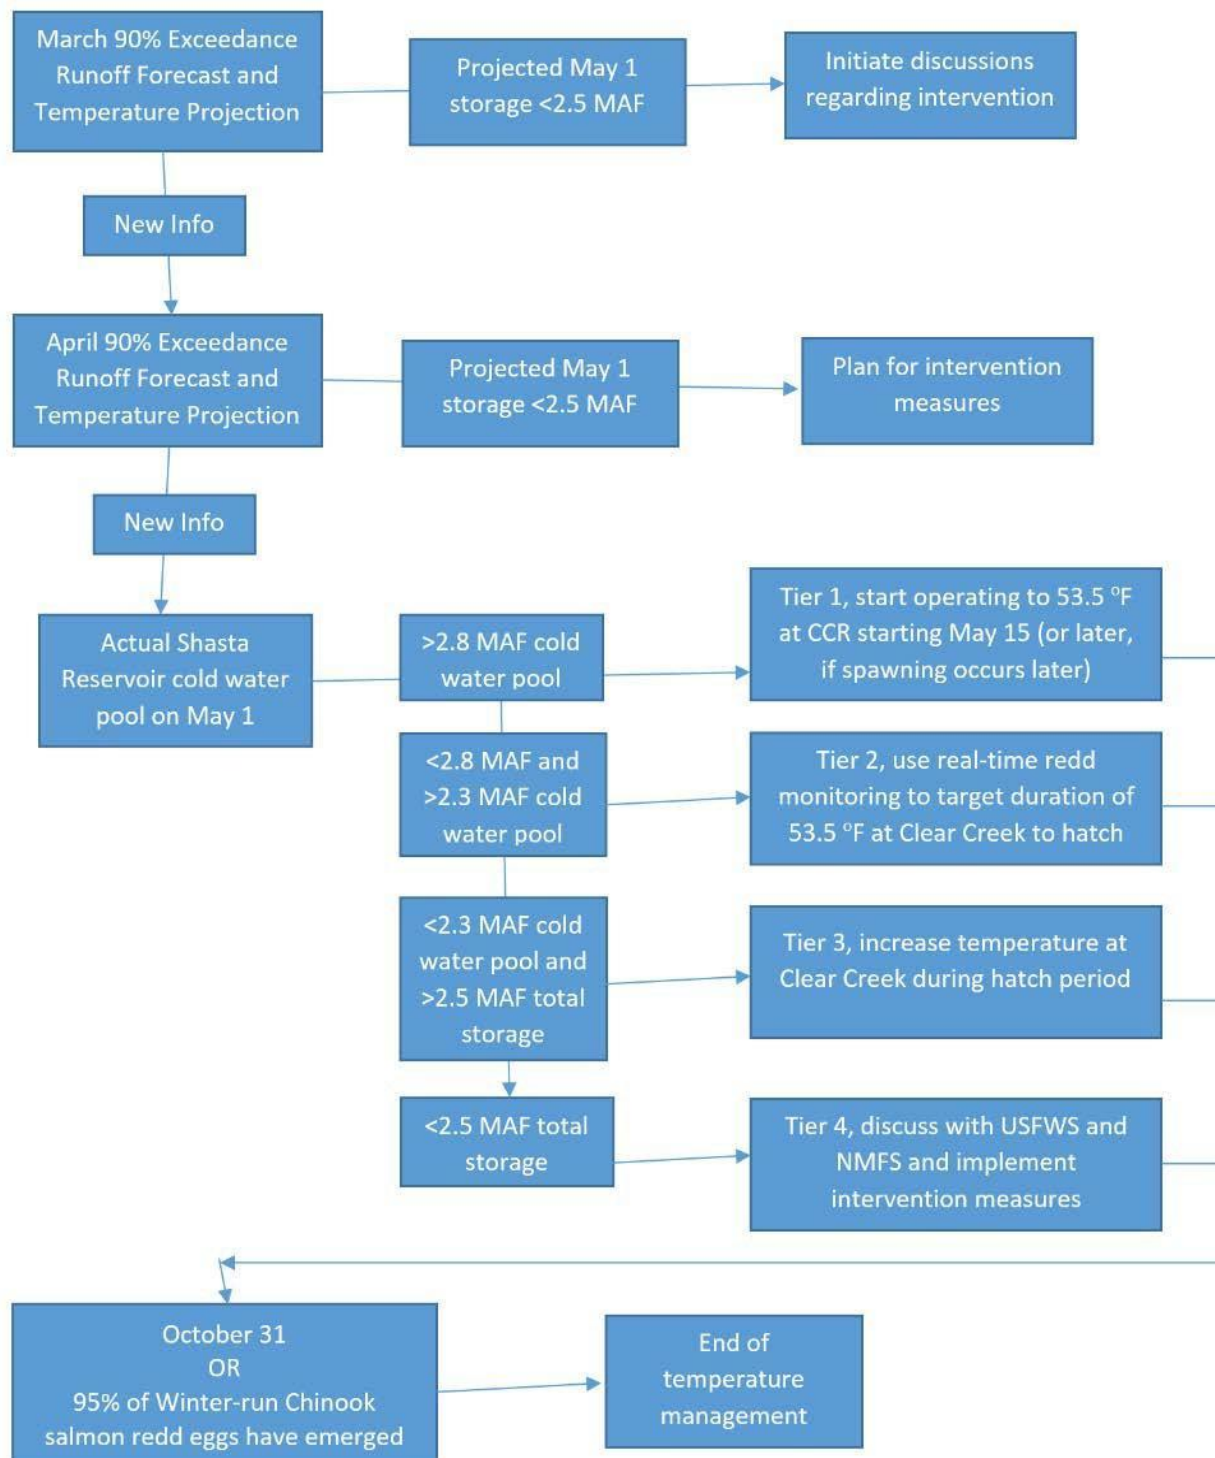 March 90% Exceedance
Runoff Forecast and
Temperature Projection
Projected May 1
storage <2.5 MAF
Initiate discussions
regarding intervention
New Info
April 90% Exceedance
Runoff Forecast and
Temperature Projection
Projected May 1
storage <2.5 MAF
Plan for intervention
measures
New Info
Actual Shasta
Reservoir cold water
pool on May 1
>2.8 MAF cold
water pool
Tier 1, start operating to 53.5 °F
at CCR starting May 15 (or later,
if spawning occurs later)
<2.8 MAF and
>2.3 MAF cold
water pool
Tier 2, use real-time redd
monitoring to target duration of
53.5 °F at Clear Creek to hatch
<2.3 MAF cold
water pool and
>2.5 MAF total
storage
Tier 3, increase temperature at
Clear Creek during hatch period
<2.5 MAF total
storage
Tier 4, discuss with USFWS and
NMFS and implement
intervention measures
October 31
OR
95% of Winter-run Chinook
salmon redd eggs have emerged
End of
temperature
management